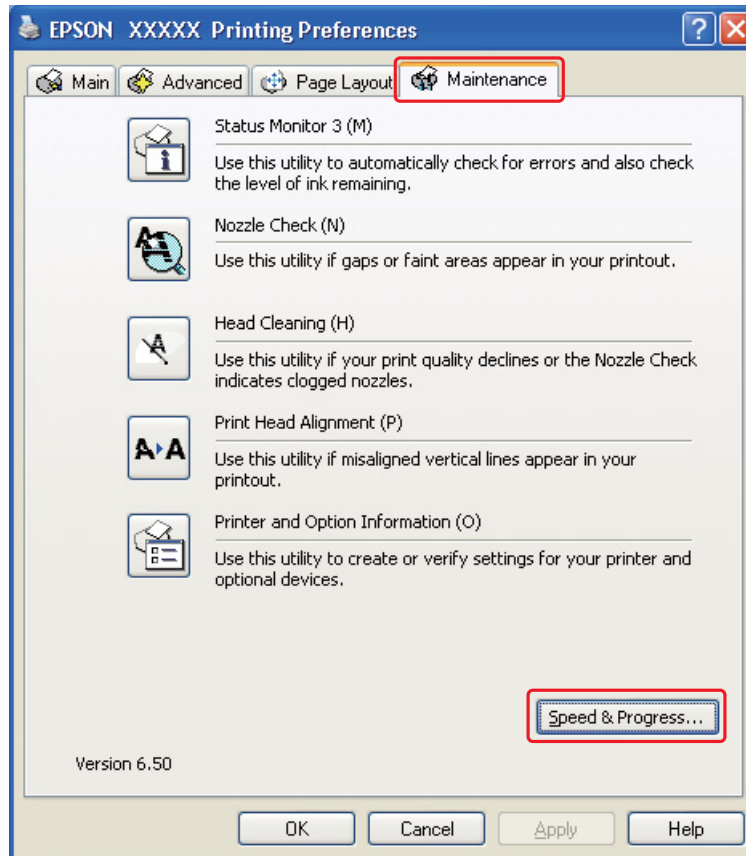 EPSON XXXXX Printing Preferences
Main
Advanced
Page Layout
Maintenance
Status Monitor 3 (M)
Use this utility to automatically check for errors and also check
the level of ink remaining.
Nozzle Check (N)
Use this utility if gaps or faint areas appear in your printout.
Head Cleaning (H)
Use this utility if your print quality declines or the Nozzle Check
indicates clogged nozzles.
Print Head Alignment (P)
Use this utility if misaligned vertical lines appear in your
printout.
Printer and Option Information (O)
Use this utility to create or verify settings for your printer and
optional devices.
Speed & Progress...
Version 6.50
OK
Cancel
Apply
Help